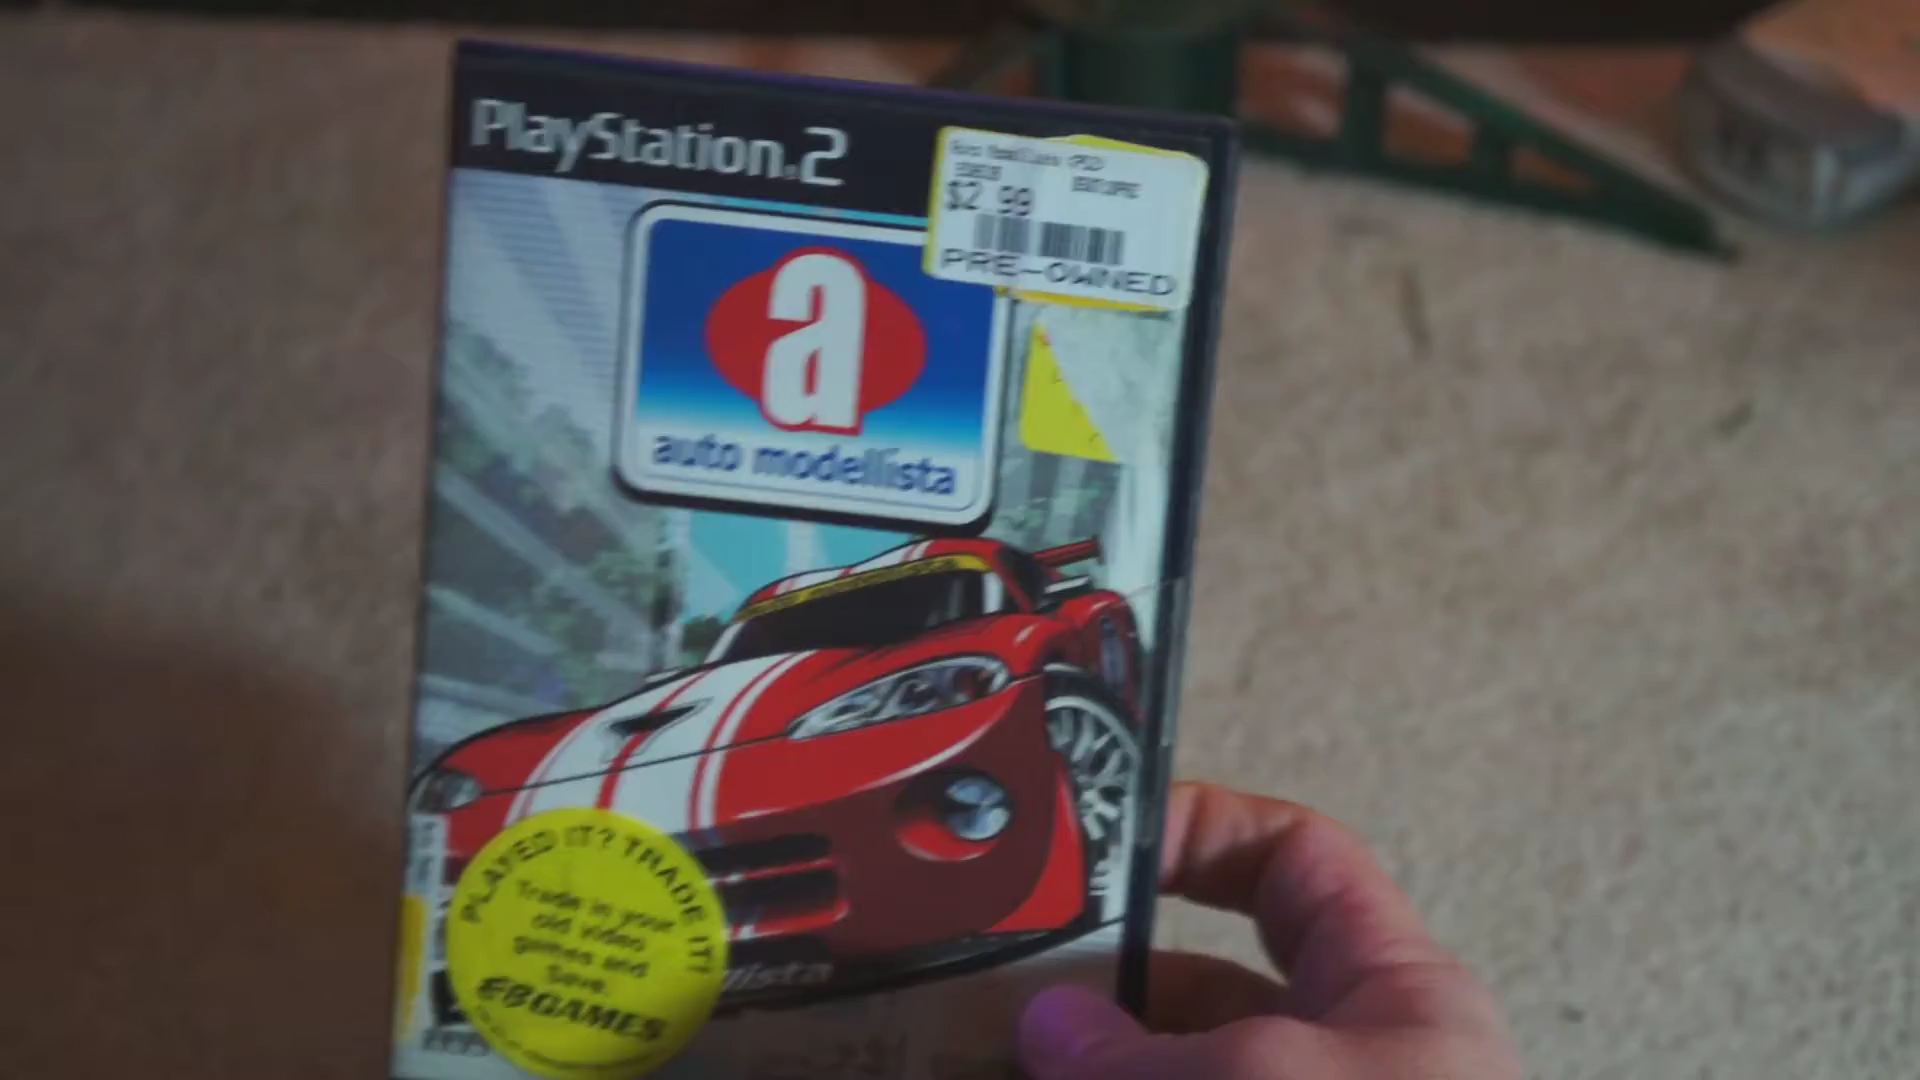 PlayStation.2
$2.99
PRE-OWNED
a
auto modellista
PLAYED IT? TRADE IT!
Trade in your
old video
games and
Save.
EBGAMES
llista